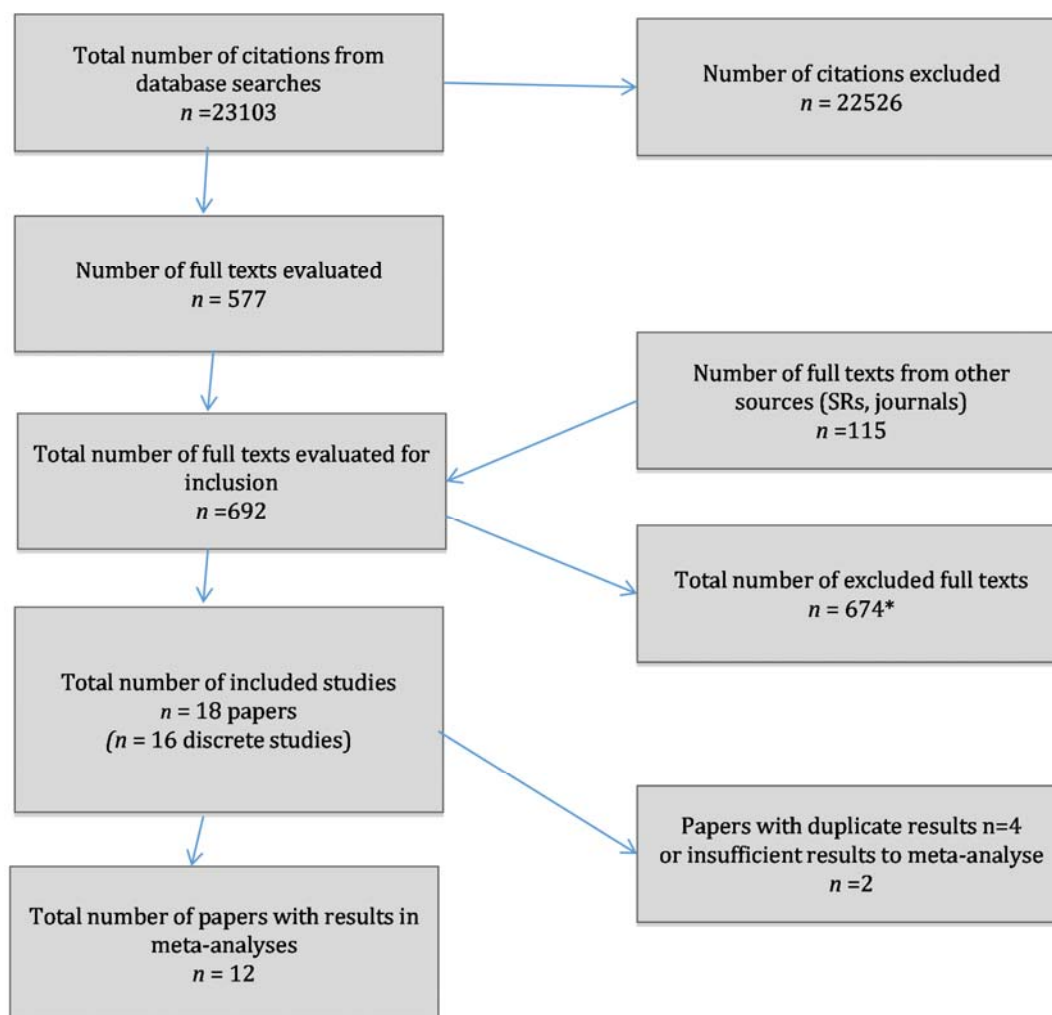 Total number of citations from
database searches
n =23103
Number of citations excluded
n = 22526
Number of full texts evaluated
n = 577
Number of full texts from other
sources (SRs, journals)
n =115
Total number of full texts evaluated for
inclusion
n =692
Total number of excluded full texts
n = 674*
Total number of included studies
n = 18 papers
(n = 16 discrete studies)
Papers with duplicate results n=4
or insufficient results to meta-analyse
n =2
Total number of papers with results in
meta-analyses
n = 12